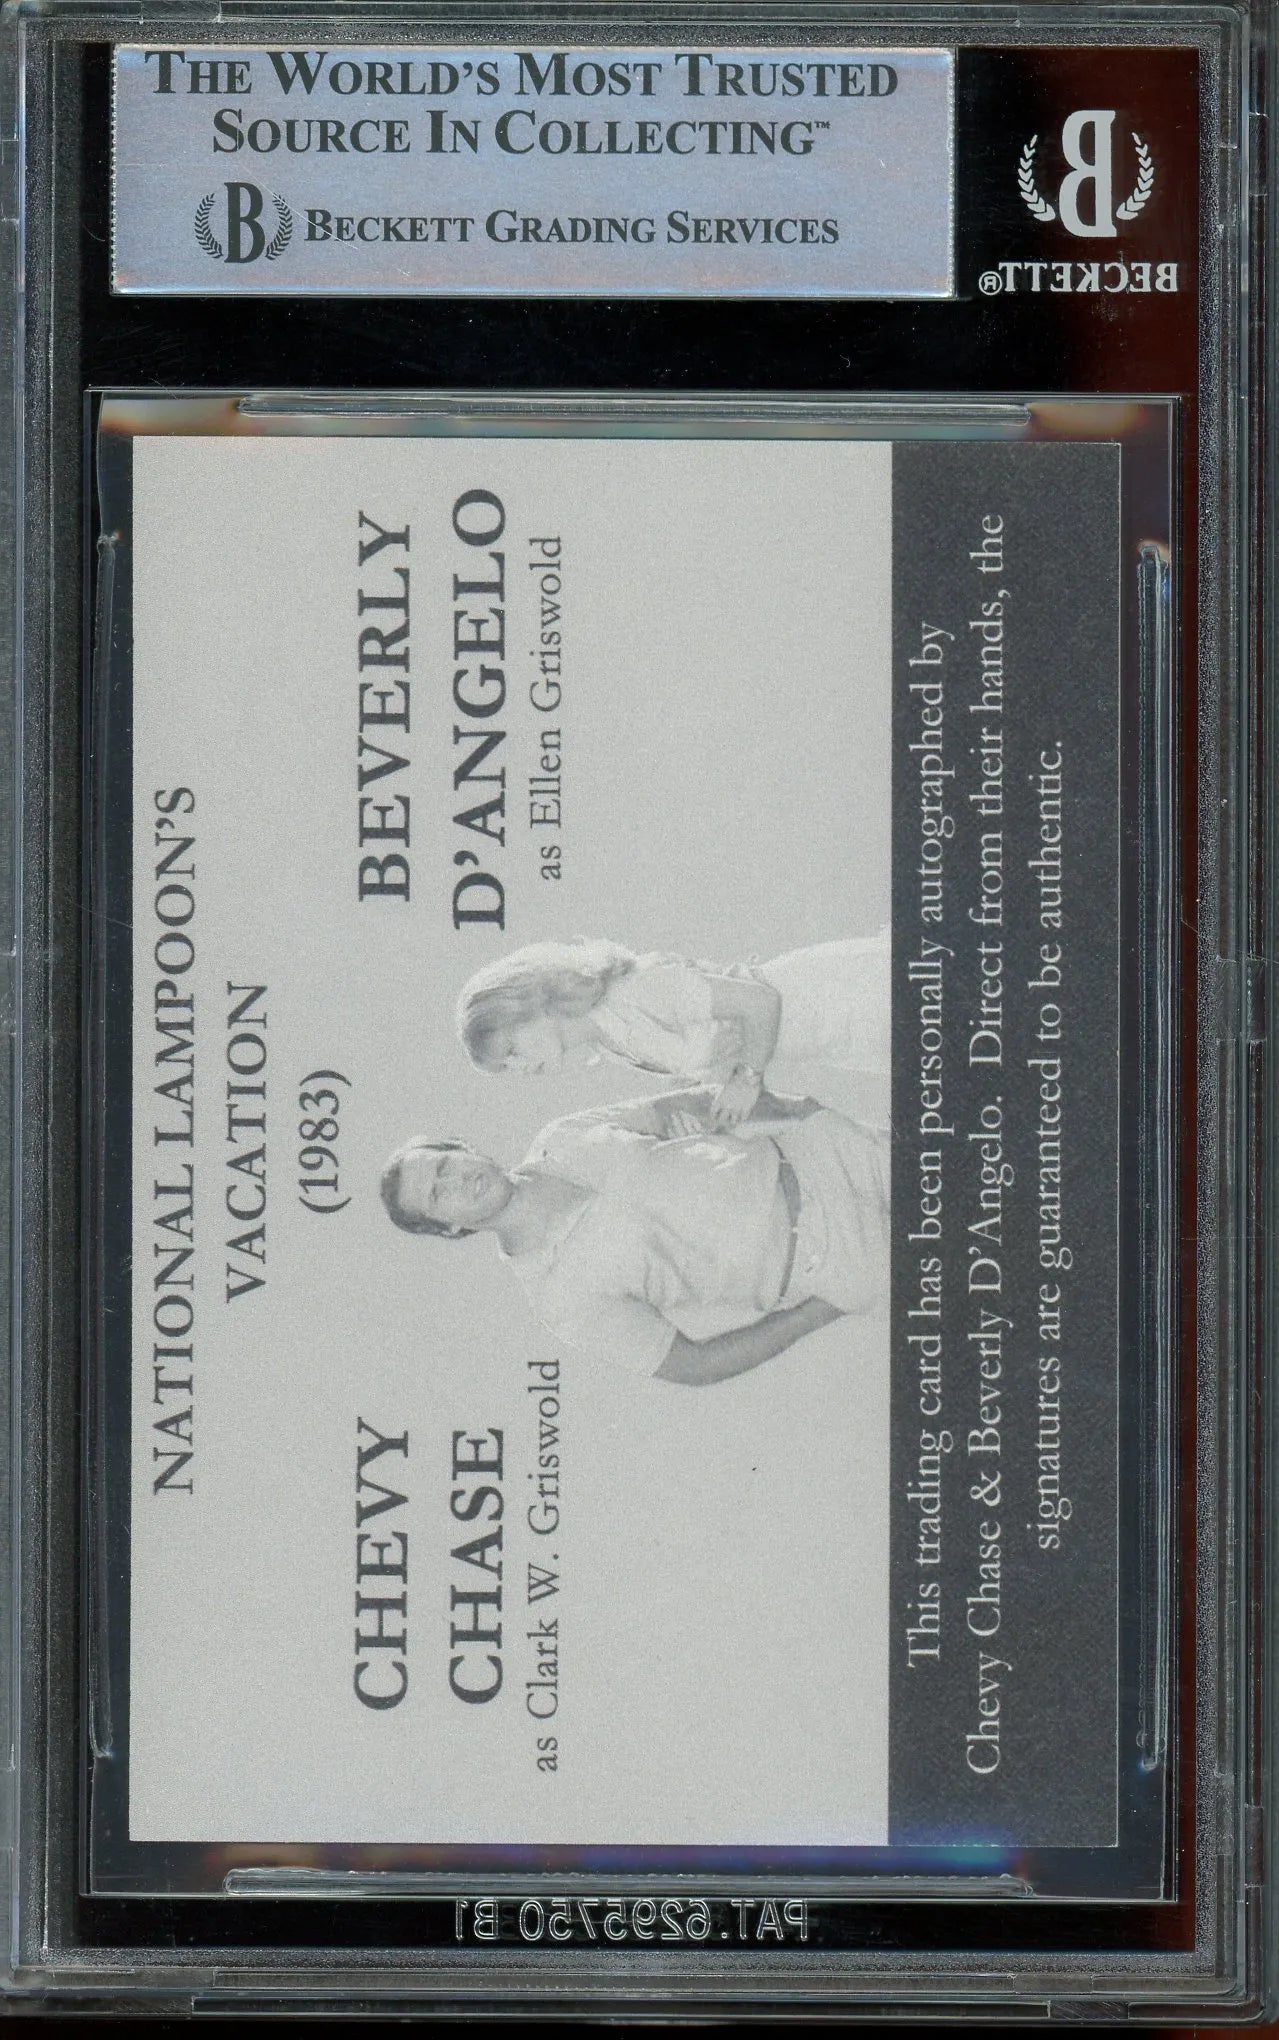 THE WORLD'S MOST TRUSTED
SOURCE IN COLLECTING™
B BECKETT GRADING SERVICES
B
BECKETT®
NATIONAL LAMPOON'S
VACATION
(1983)
CHEVY
CHASE
as Clark W. Griswold
BEVERLY
D'ANGELO
as Ellen Griswold
This trading card has been personally autographed by
Chevy Chase & Beverly D'Angelo. Direct from their hands, the
signatures are guaranteed to be authentic.
PAT.6295750 B1